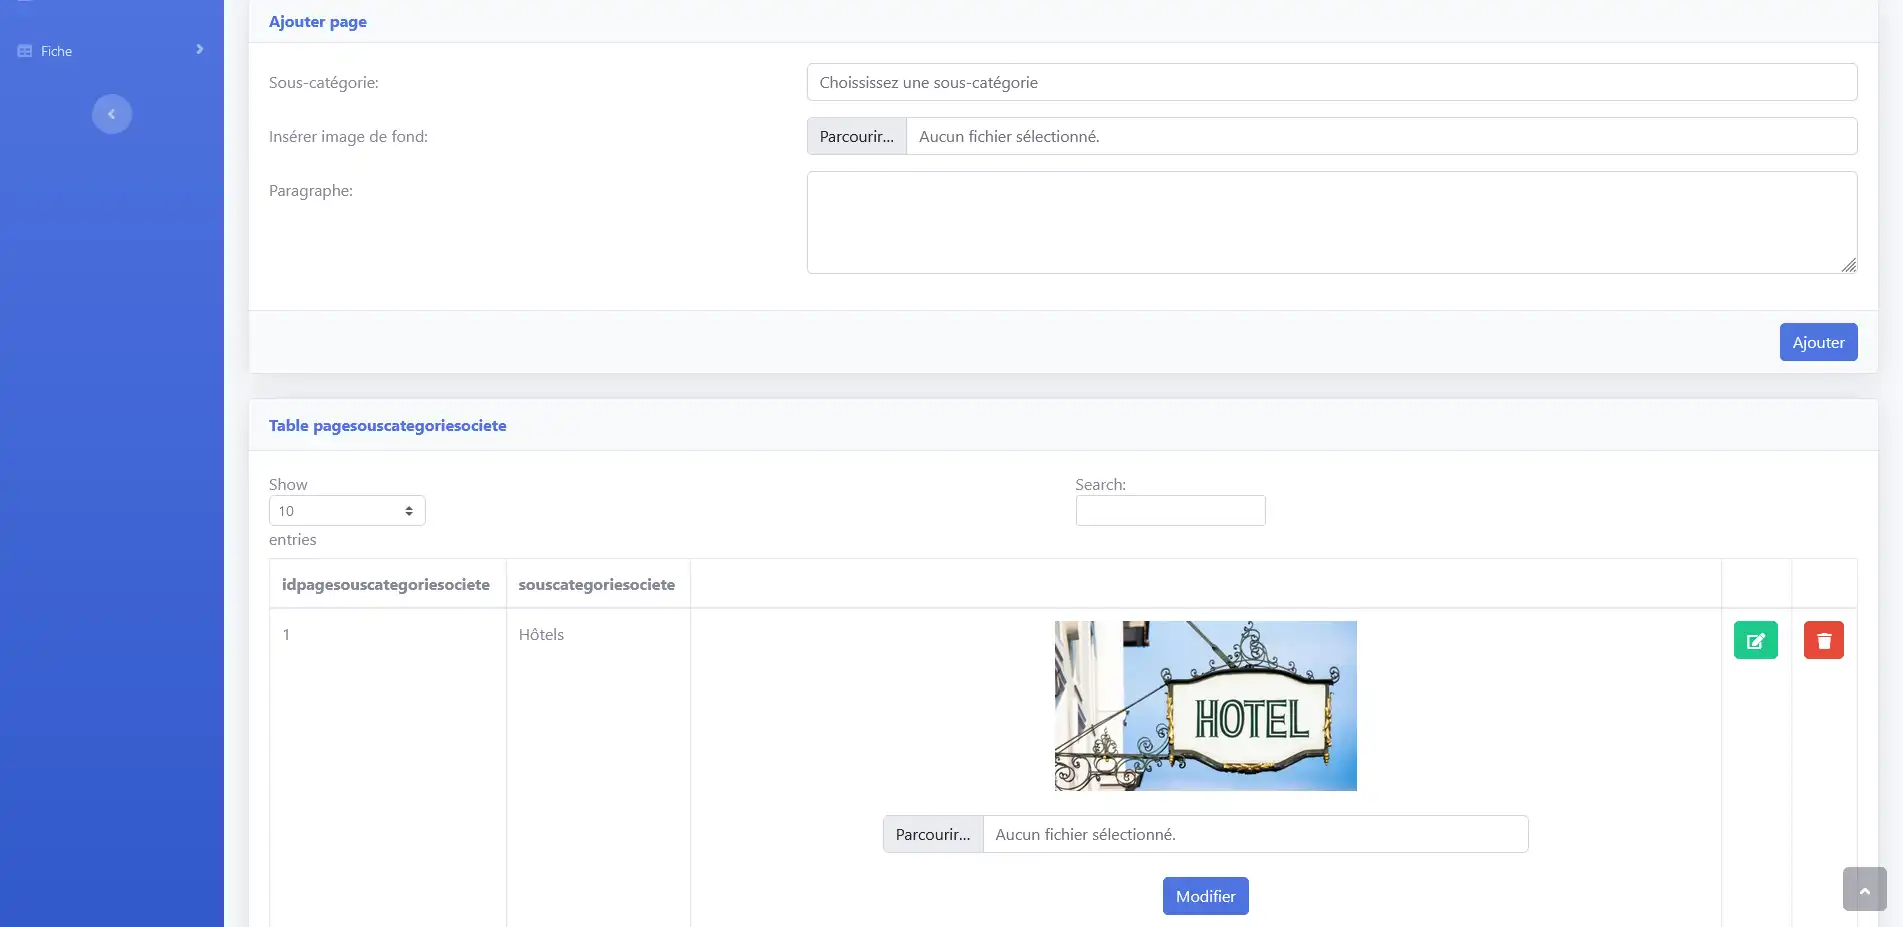 Ajouter page
Fiche
Sous-catégorie:
Choississez une sous-catégorie
Insérer image de fond:
Parcourir... Aucun fichier sélectionné.
Paragraphe:
Ajouter
Table pagesouscategoriesociete
Show
10
entries
Search:
idpagesouscategoriesociete souscategoriesociete
1 Hôtels
HOTEL
Parcourir... Aucun fichier sélectionné.
Modifier